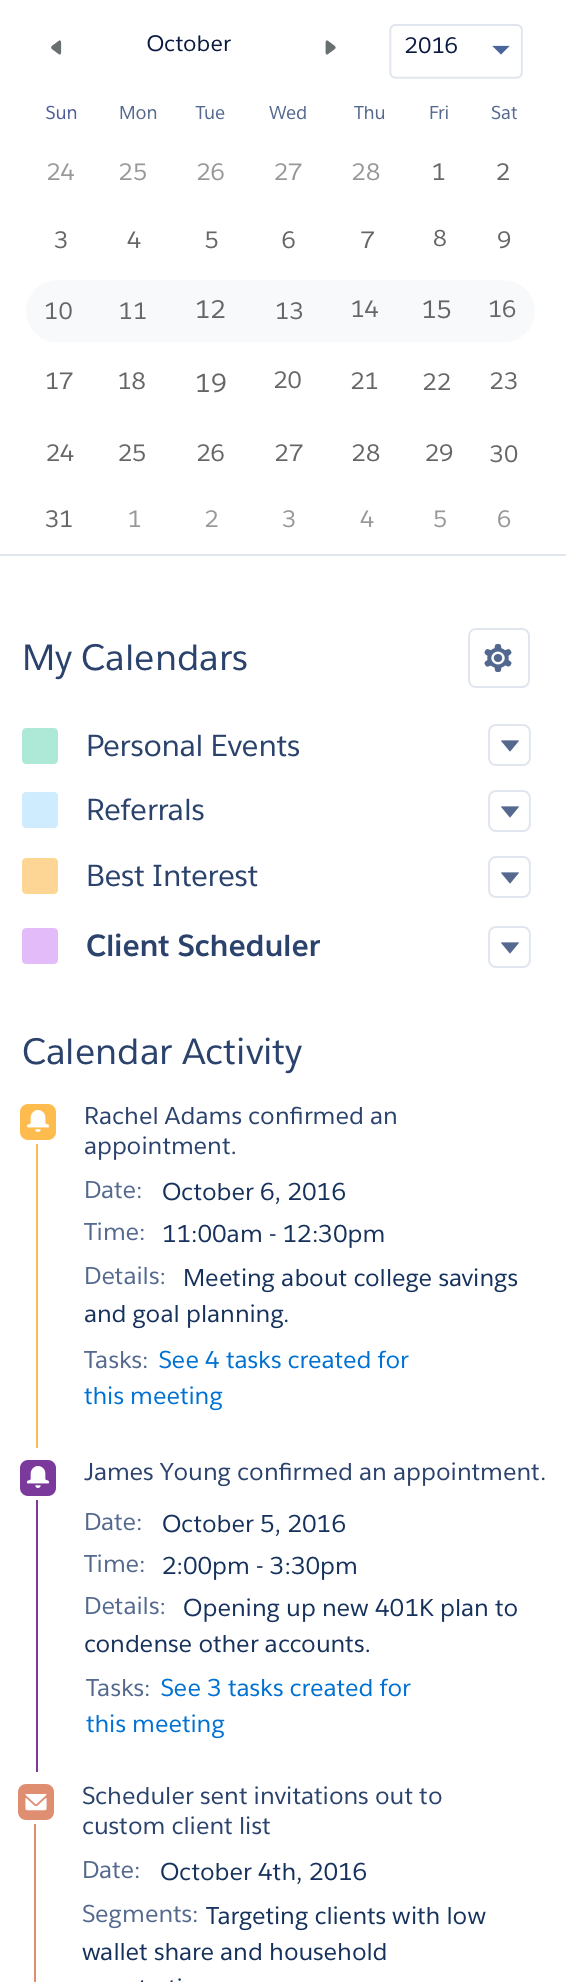 October 2016
Sun Mon Tue Wed Thu Fri Sat
24 25 26 27 28 1 2
3 4 5 6 7 8 9
10 11 12 13 14 15 16
17 18 19 20 21 22 23
24 25 26 27 28 29 30
31 1 2 3 4 5 6
My Calendars
Personal Events
Referrals
Best Interest
Client Scheduler
Calendar Activity
Rachel Adams confirmed an
appointment.
Date: October 6, 2016
Time: 11:00am - 12:30pm
Details: Meeting about college savings
and goal planning.
Tasks: See 4 tasks created for
this meeting
James Young confirmed an appointment.
Date: October 5, 2016
Time: 2:00pm - 3:30pm
Details: Opening up new 401K plan to
condense other accounts.
Tasks: See 3 tasks created for
this meeting
Scheduler sent invitations out to
custom client list
Date: October 4th, 2016
Segments: Targeting clients with low
wallet share and household